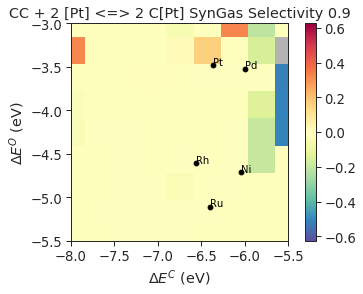 CC + 2 [Pt] <=> 2 C[Pt] SynGas Selectivity 0.9
−3.0
−3.5
−4.0
−4.5
−5.0
−5.5
ΔE^O (eV)
Pt
Pd
Rh
Ni
Ru
−8.0
−7.5
−7.0
−6.5
−6.0
−5.5
ΔE^C (eV)
0.6
0.4
0.2
0.0
−0.2
−0.4
−0.6